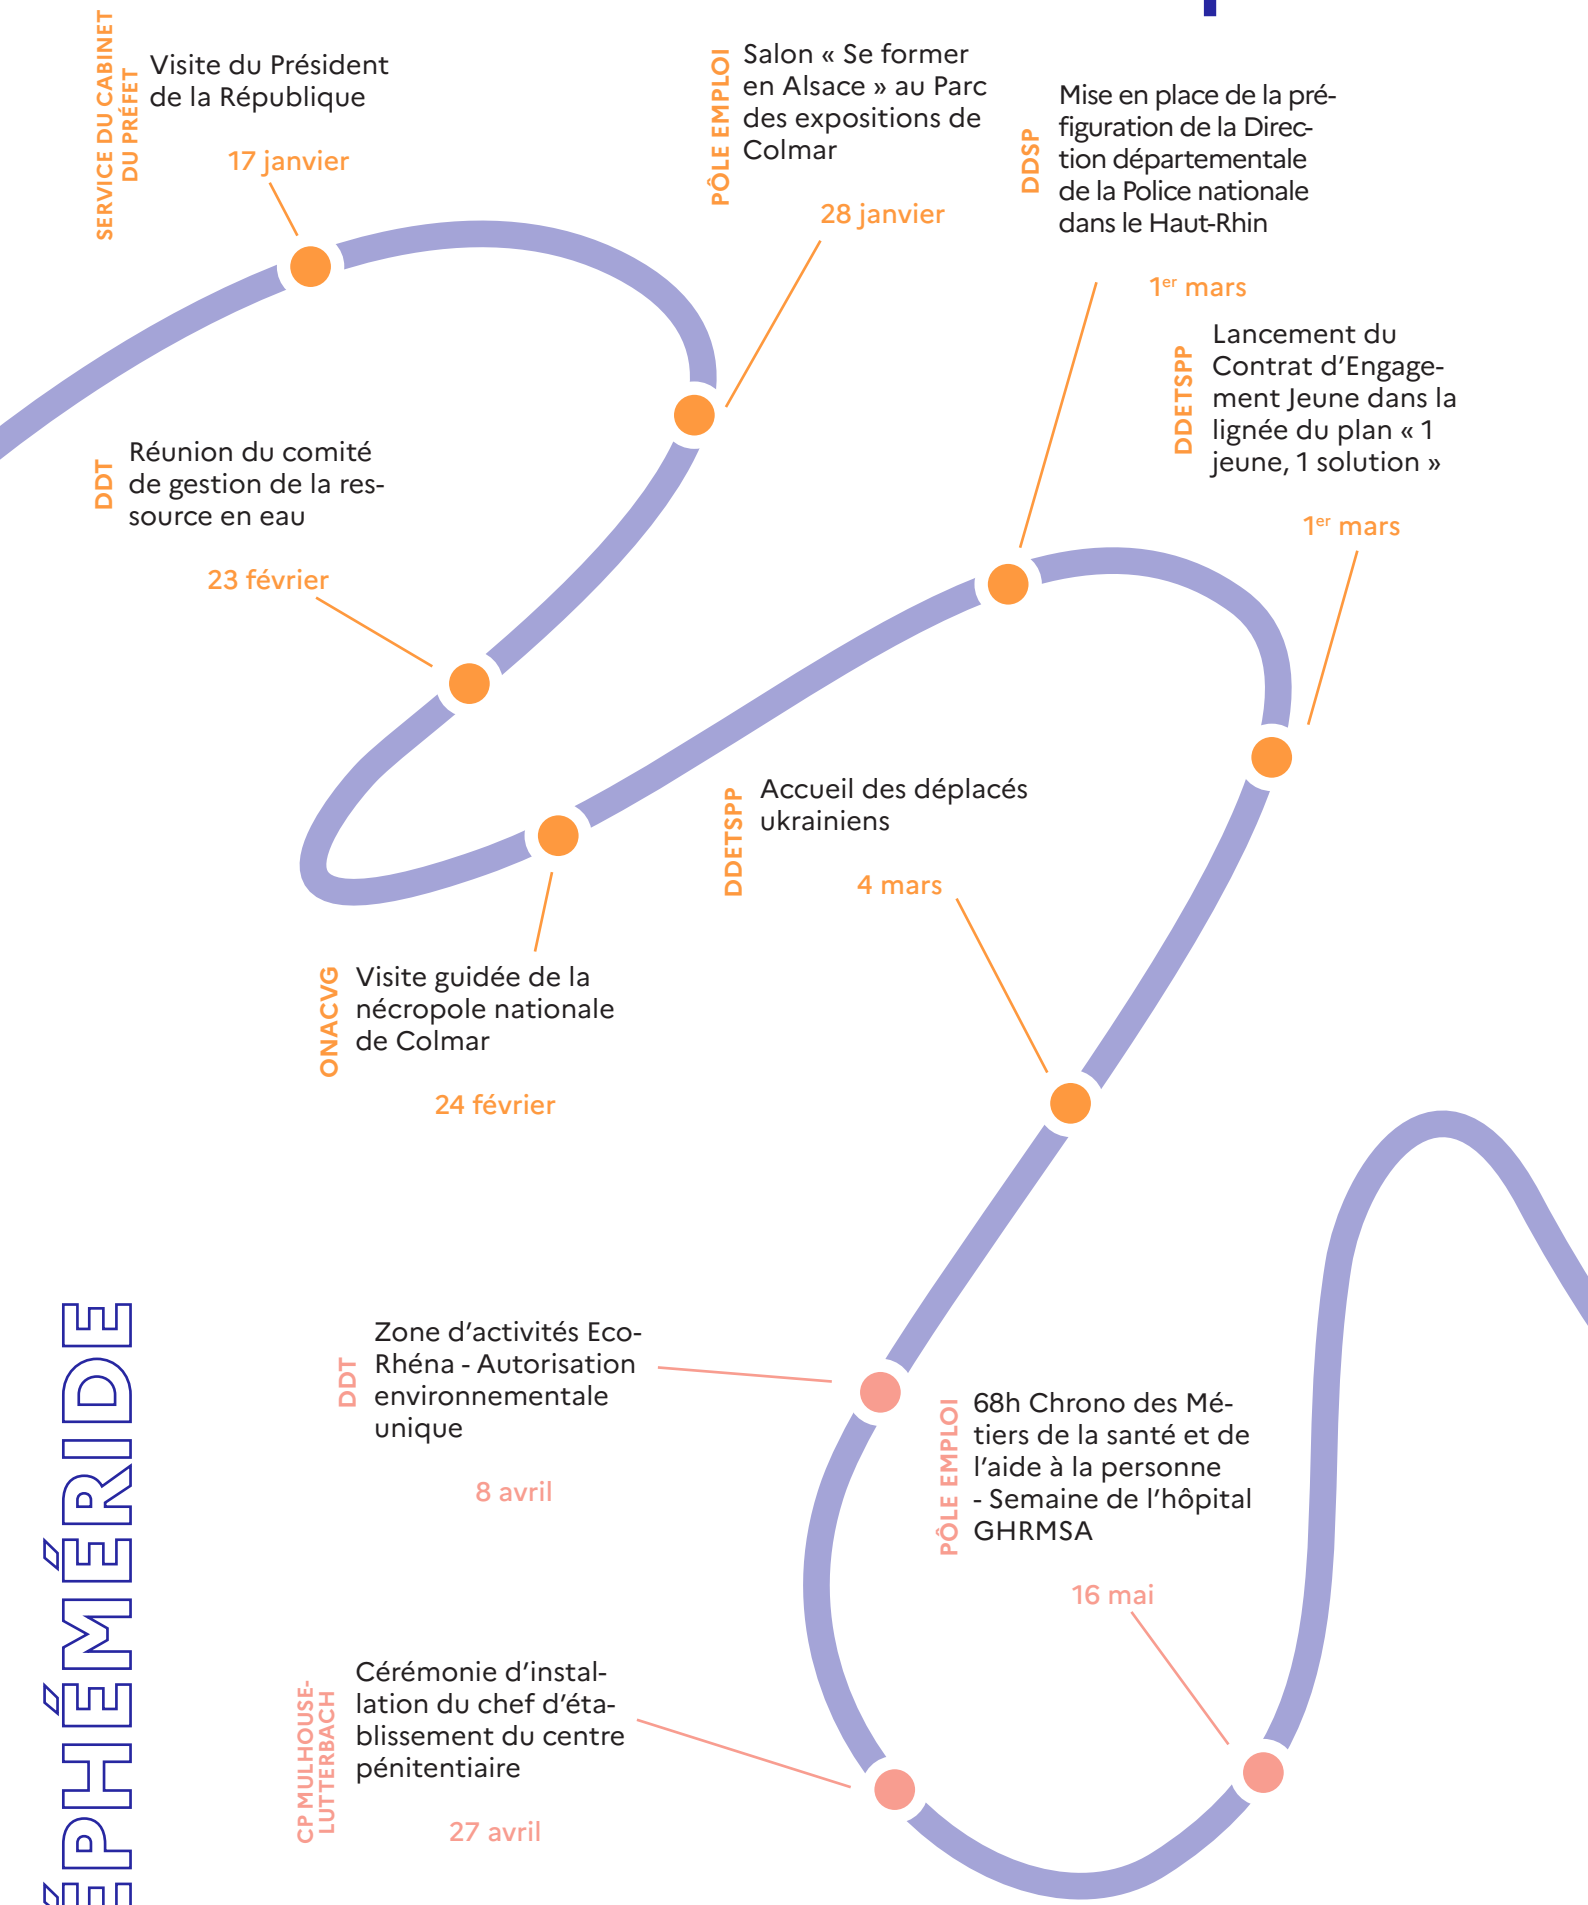 SERVICE DU CABINET
DU PRÉFET
Visite du Président
de la République
17 janvier
PÔLE EMPLOI
Salon « Se former
en Alsace » au Parc
des expositions de
Colmar
28 janvier
DDSP
Mise en place de la pré-
figuration de la Direc-
tion départementale
de la Police nationale
dans le Haut-Rhin
1er mars
DDETSPP
Lancement du
Contrat d’Engage-
ment Jeune dans la
lignée du plan « 1
jeune, 1 solution »
1er mars
DDT
Réunion du comité
de gestion de la res-
source en eau
23 février
DDETSPP
Accueil des déplacés
ukrainiens
4 mars
ONACVG
Visite guidée de la
nécropole nationale
de Colmar
24 février
DDT
Zone d’activités Eco-
Rhéna - Autorisation
environnementale
unique
8 avril
PÔLE EMPLOI
68h Chrono des Mé-
tiers de la santé et de
l’aide à la personne
- Semaine de l’hôpital
GHRMSA
16 mai
CP MULHOUSE-
LUTTERBACH
Cérémonie d’instal-
lation du chef d’éta-
blissement du centre
pénitentiaire
27 avril
ÉPHÉMÉRIDE